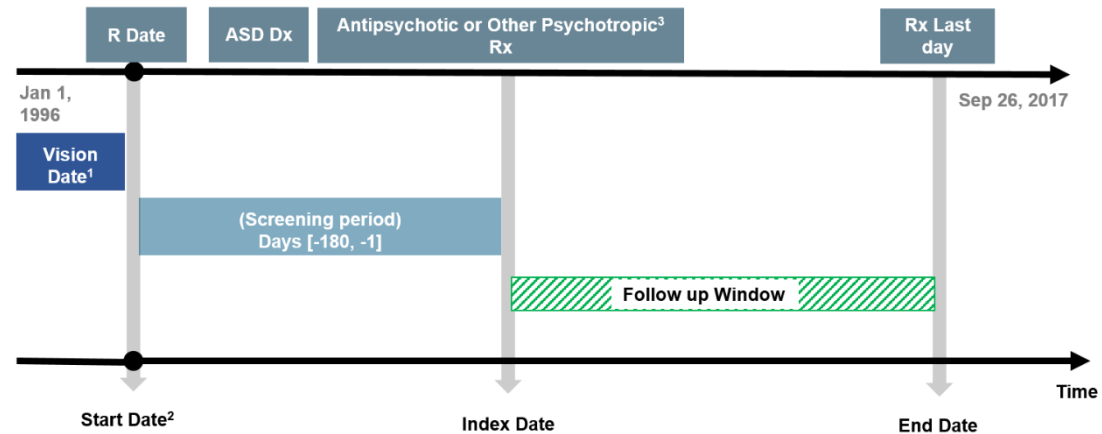 R Date
ASD Dx
Antipsychotic or Other Psychotropic³
Rx
Rx Last
day
Jan 1,
1996
Sep 26, 2017
Vision
Date¹
(Screening period)
Days [-180, -1]
Follow up Window
Time
Start Date²
Index Date
End Date